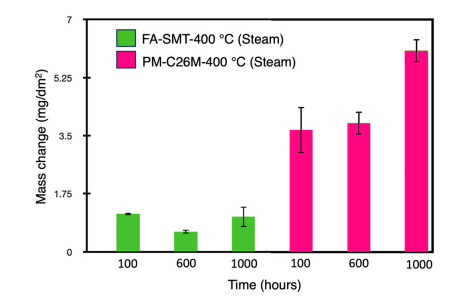 7
FA-SMT-400 °C (Steam)
PM-C26M-400 °C (Steam)
5.25
3.5
1.75
0
Mass change (mg/dm²)
100 600 1000 100 600 1000
Time (hours)